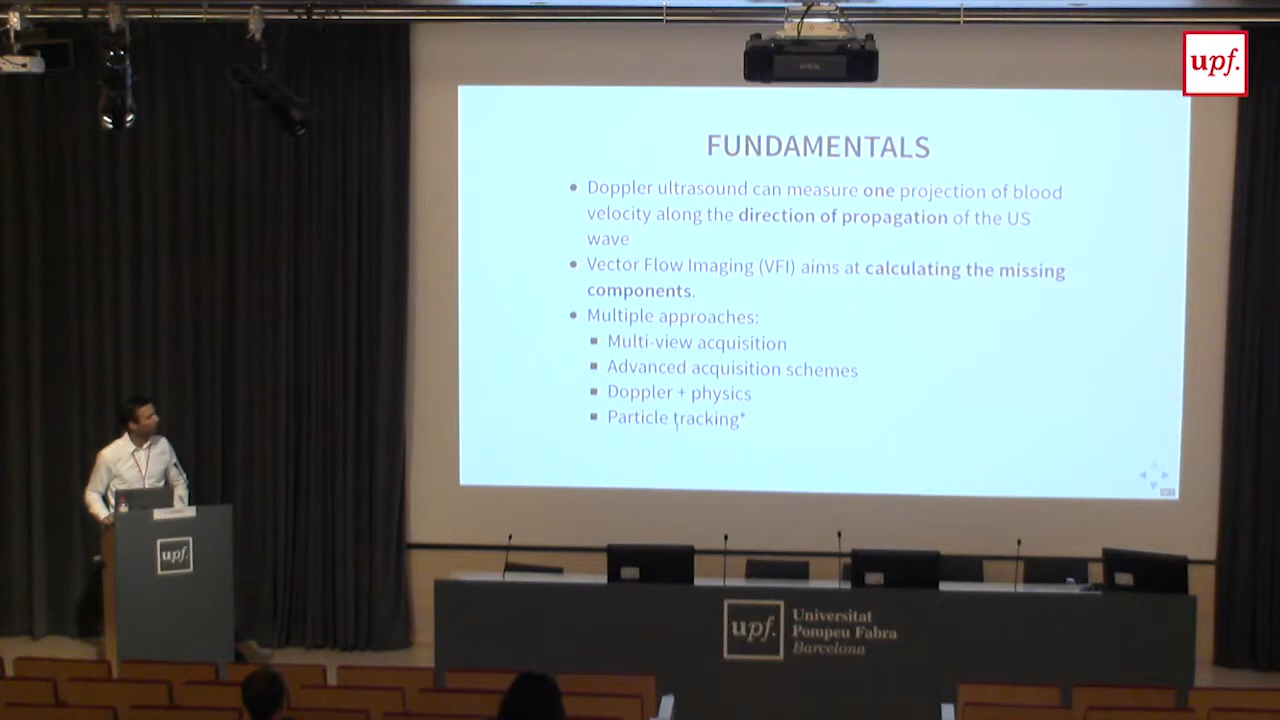 upf.
EPSON
FUNDAMENTALS
Doppler ultrasound can measure one projection of blood
velocity along the direction of propagation of the US
wave
Vector Flow Imaging (VFI) aims at calculating the missing
components.
Multiple approaches:
Multi-view acquisition
Advanced acquisition schemes
Doppler + physics
Particle tracking*
upf.
upf.
Universitat
Pompeu Fabra
Barcelona